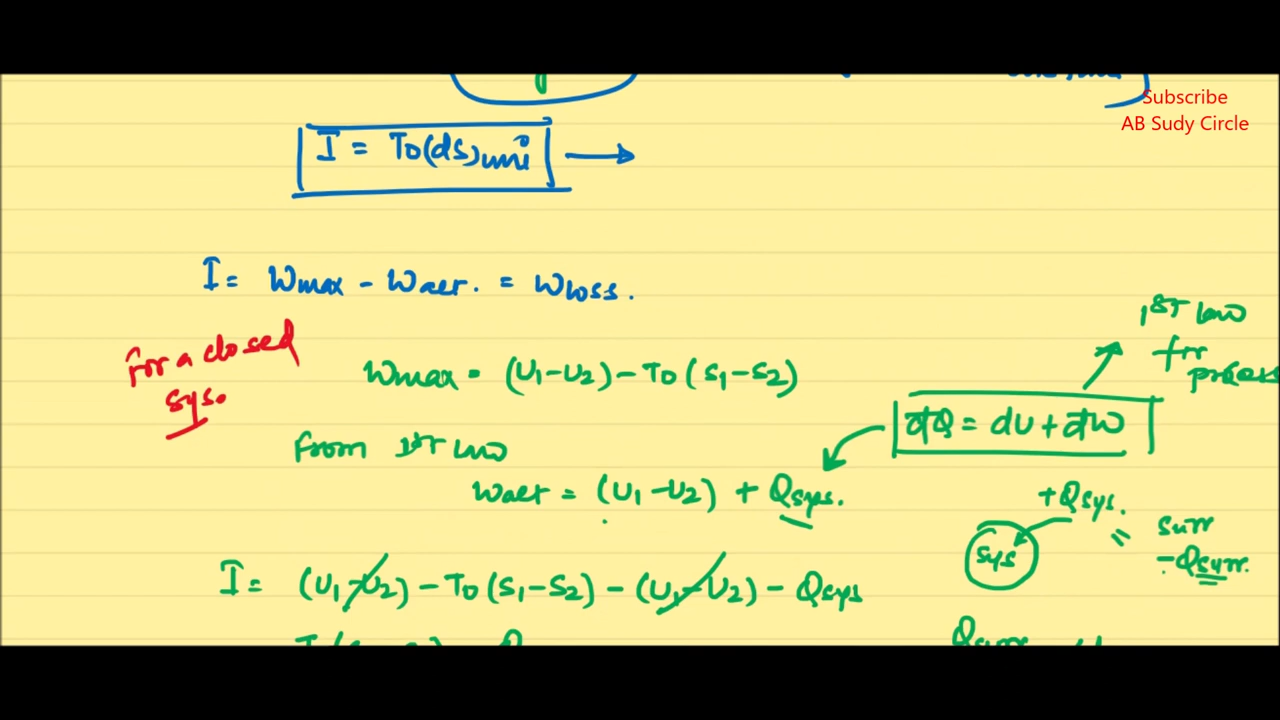 Subscribe
AB Sudy Circle
I = T0(ds)uni
I = Wmax - Wact. = Wloss.
For a closed
sys.
Wmax = (U1-U2) - T0(S1-S2)
1ST law
for
process
đQ = dU + đW
From 1ST law
Wact = (U1-U2) + Qsys.
+Qsys.
sys
= surr
-Qsurr.
I = (U1-U2) - T0(S1-S2) - (U1-U2) - Qsys